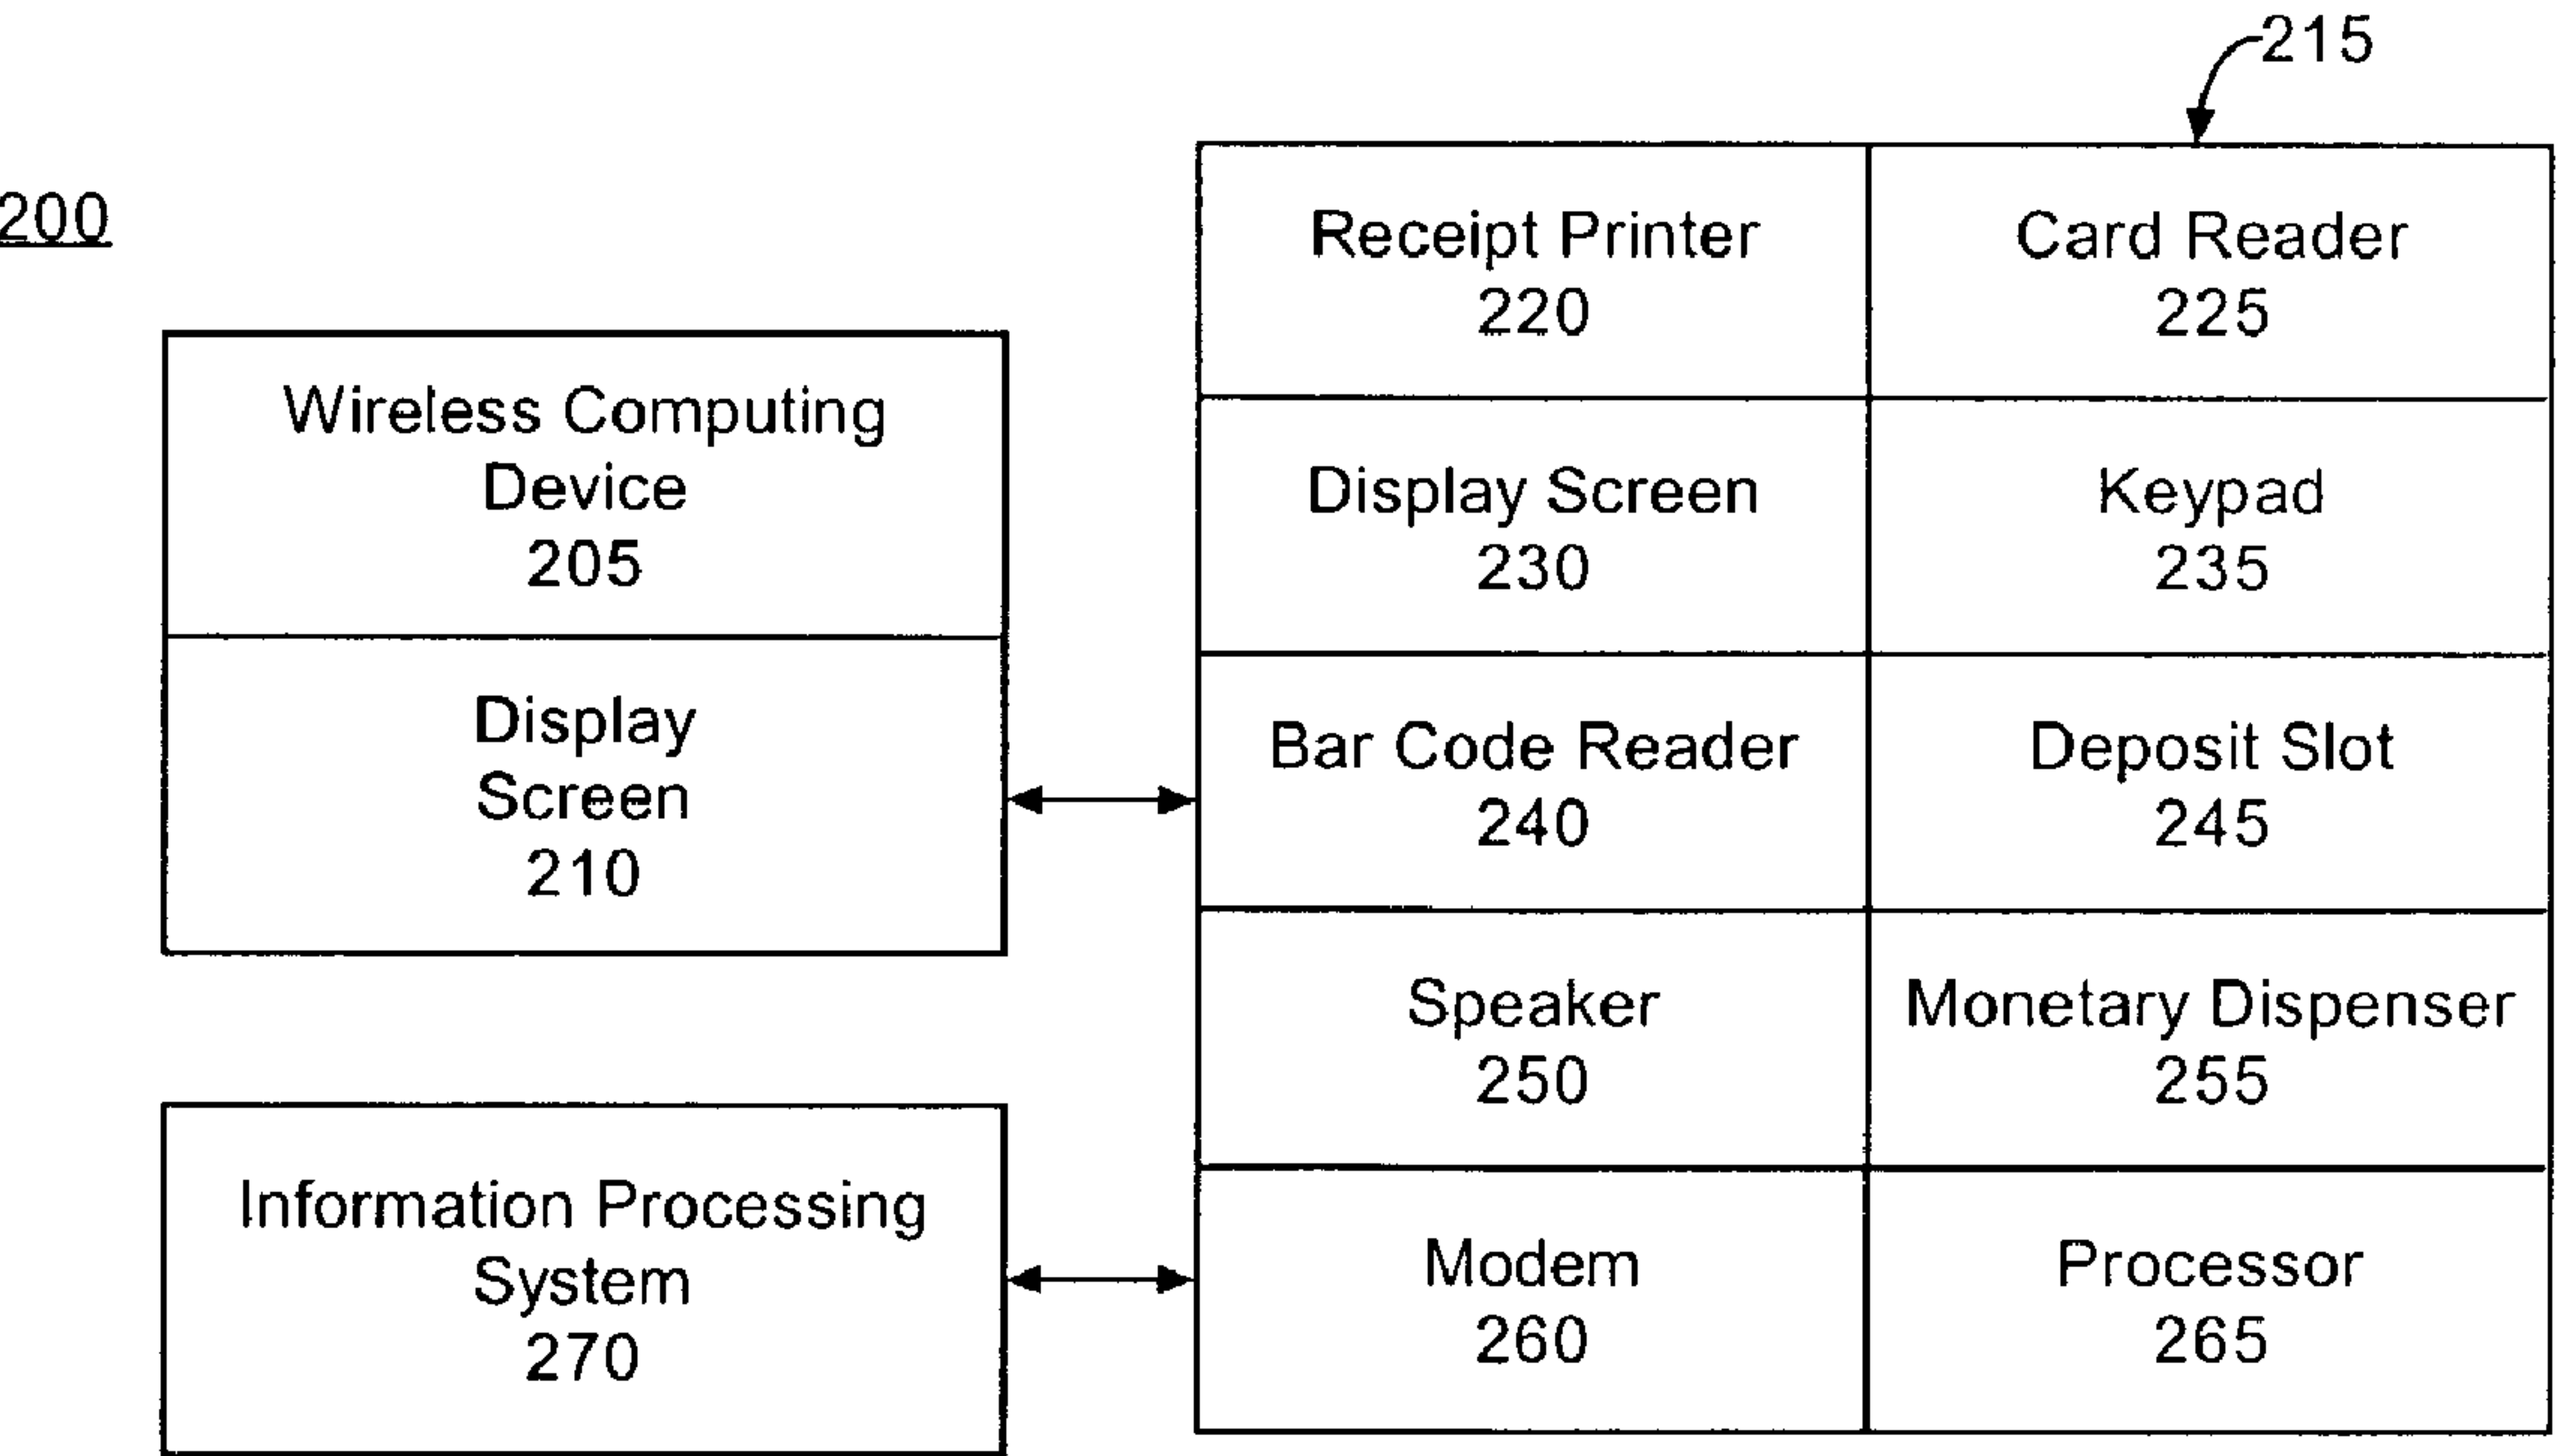 215
200
Receipt Printer
220
Card Reader
225
Wireless Computing
Device
205
Display Screen
230
Keypad
235
Display
Screen
210
Bar Code Reader
240
Deposit Slot
245
Speaker
250
Monetary Dispenser
255
Information Processing
System
270
Modem
260
Processor
265